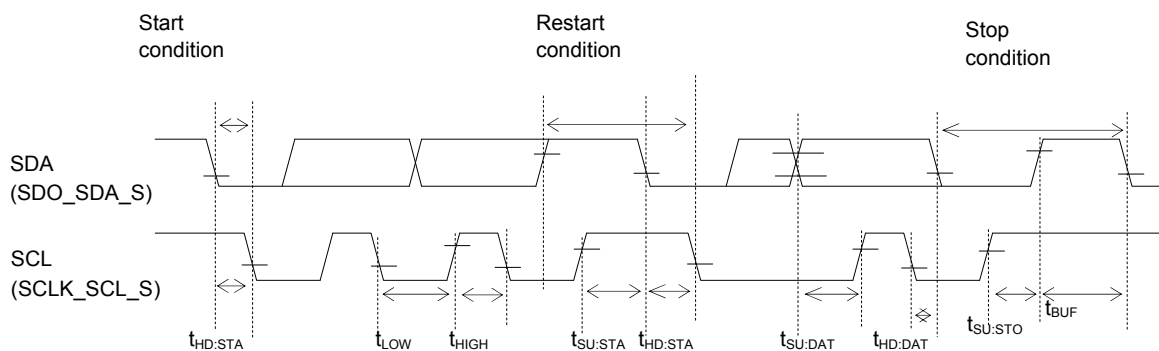 Start
condition
Restart
condition
Stop
condition
SDA
(SDO_SDA_S)
SCL
(SCLK_SCL_S)
tHD:STA
tLOW
tHIGH
tSU:STA
tHD:STA
tSU:DAT
tHD:DAT
tSU:STO
tBUF